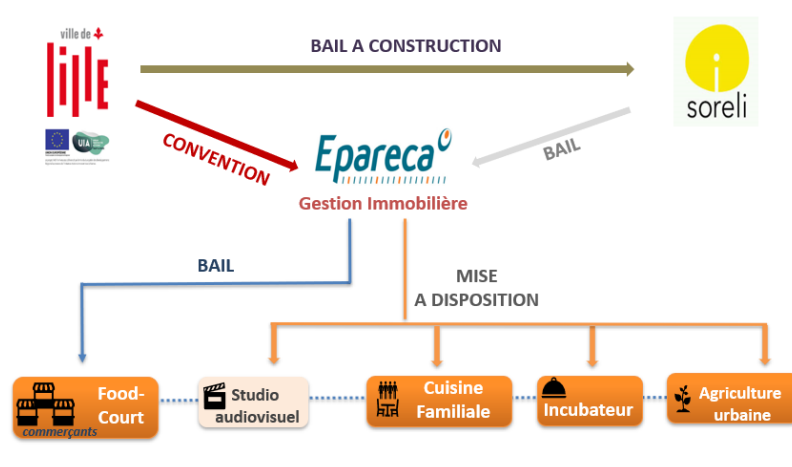 ville de
lille
BAIL A CONSTRUCTION
soreli
UIA
CONVENTION
BAIL
Epareca
Gestion Immobilière
BAIL
MISE
A DISPOSITION
Food-
Court
commerçants
Studio
audiovisuel
Cuisine
Familiale
Incubateur
Agriculture
urbaine